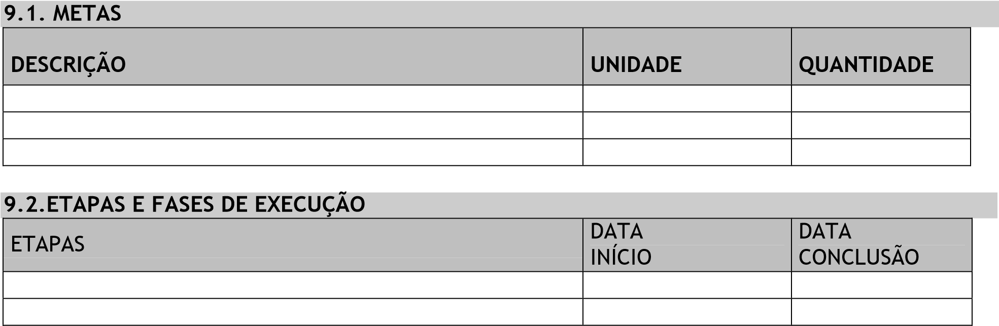 9.1. METAS
DESCRIÇÃO UNIDADE QUANTIDADE
9.2.ETAPAS E FASES DE EXECUÇÃO
ETAPAS
DATA
INÍCIO
DATA
CONCLUSÃO